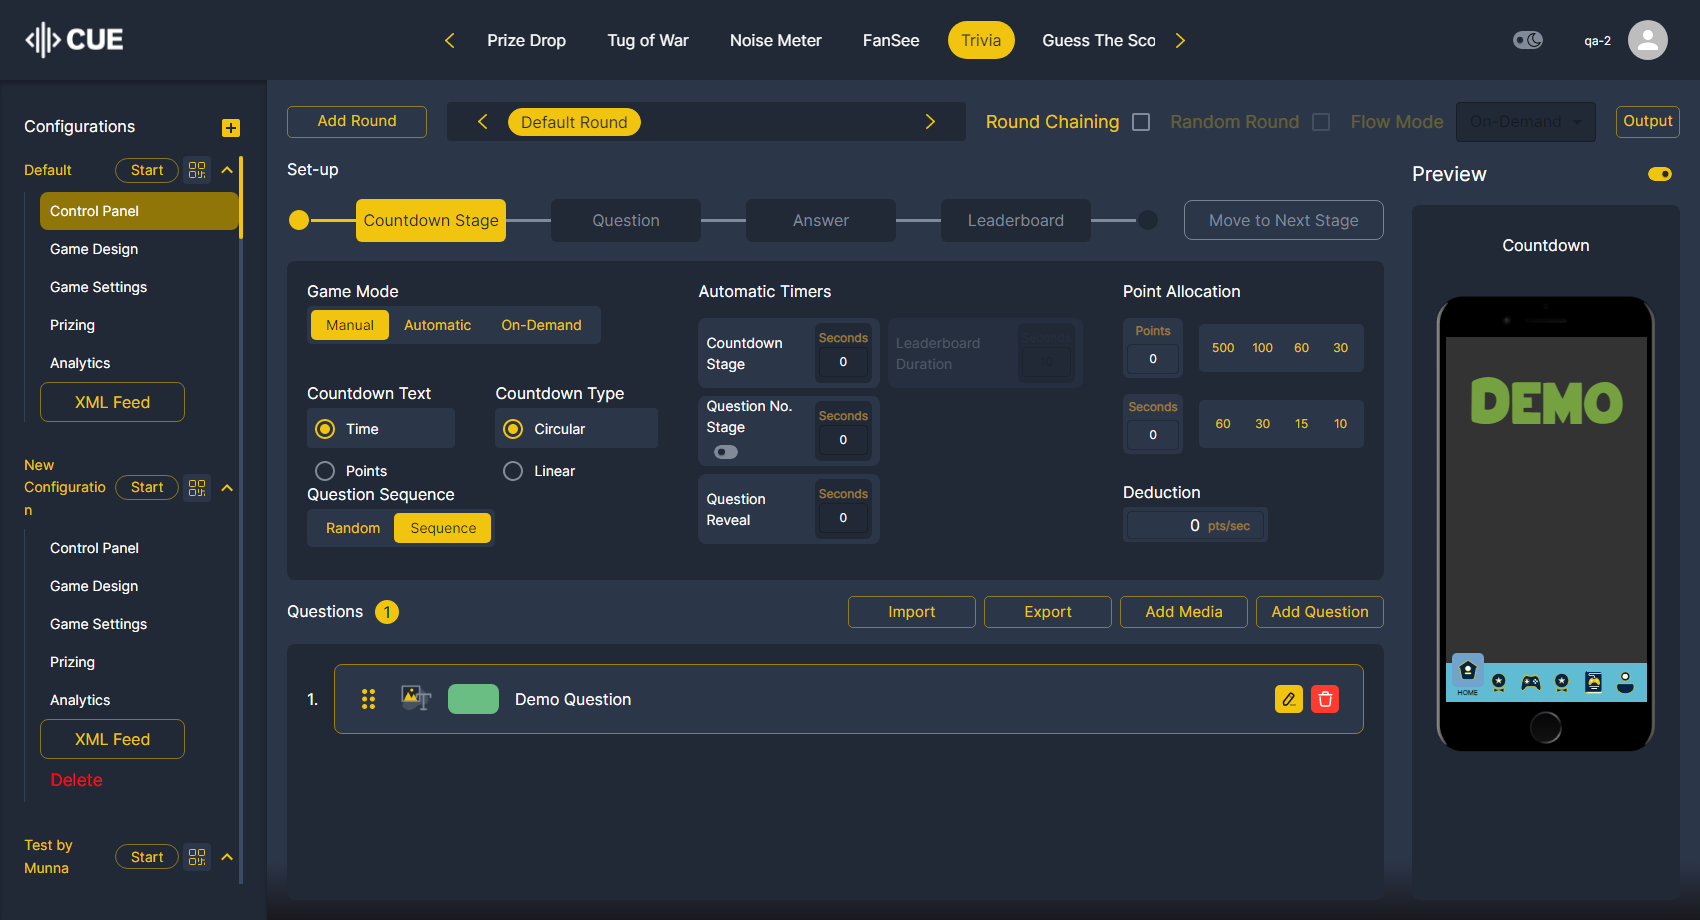 CUE
Prize Drop
Tug of War
Noise Meter
FanSee
Trivia
Guess The Sco
qa-2
Configurations
Default
Start
Control Panel
Game Design
Game Settings
Prizing
Analytics
XML Feed
New
Configuratio
n
Start
Control Panel
Game Design
Game Settings
Prizing
Analytics
XML Feed
Delete
Test by
Munna
Start
Add Round
Default Round
Round Chaining
Random Round
Flow Mode
On-Demand
Output
Set-up
Countdown Stage
Question
Answer
Leaderboard
Move to Next Stage
Game Mode
Manual
Automatic
On-Demand
Countdown Text
Time
Points
Countdown Type
Circular
Linear
Question Sequence
Random
Sequence
Automatic Timers
Countdown
Stage
Seconds
0
Leaderboard
Duration
Seconds
10
Question No.
Stage
Seconds
0
Question
Reveal
Seconds
0
Point Allocation
Points
0
500 100 60 30
Seconds
0
60 30 15 10
Deduction
0 pts/sec
Questions 1
Import
Export
Add Media
Add Question
1.
Demo Question
Preview
Countdown
DEMO
HOME